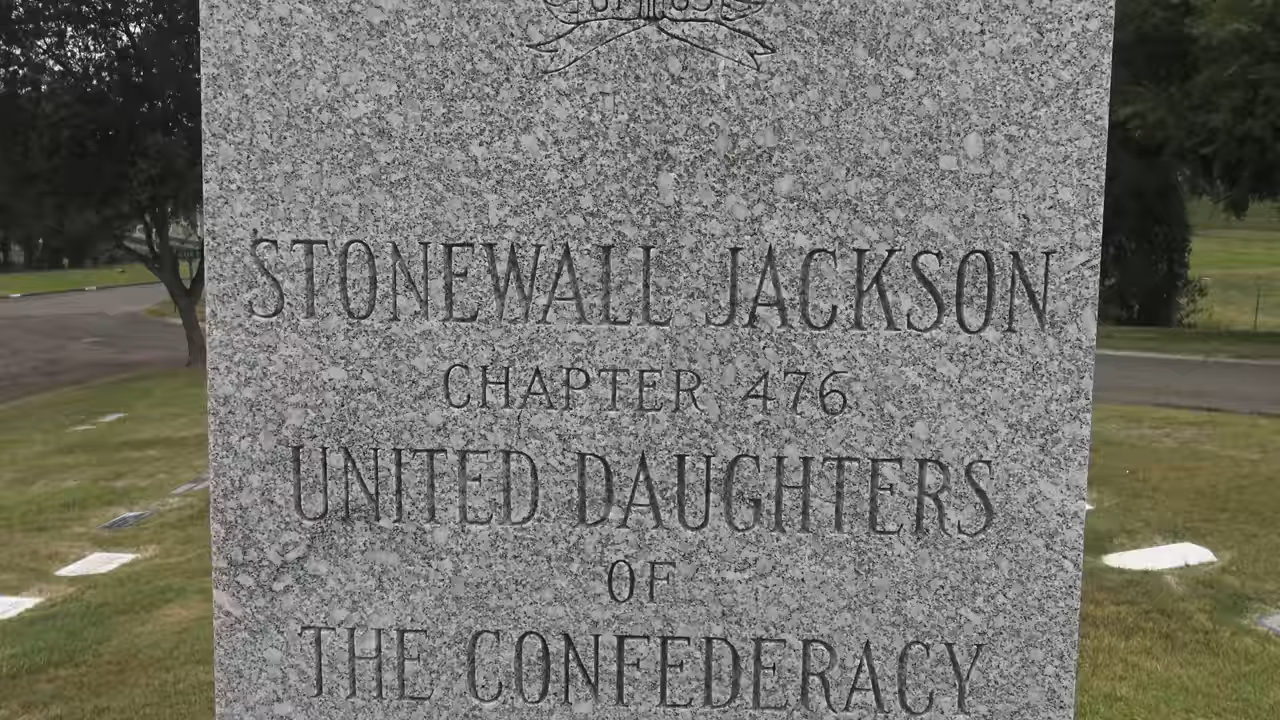 STONEWALL JACKSON
CHAPTER 476
UNITED DAUGHTERS
OF
THE CONFEDERACY